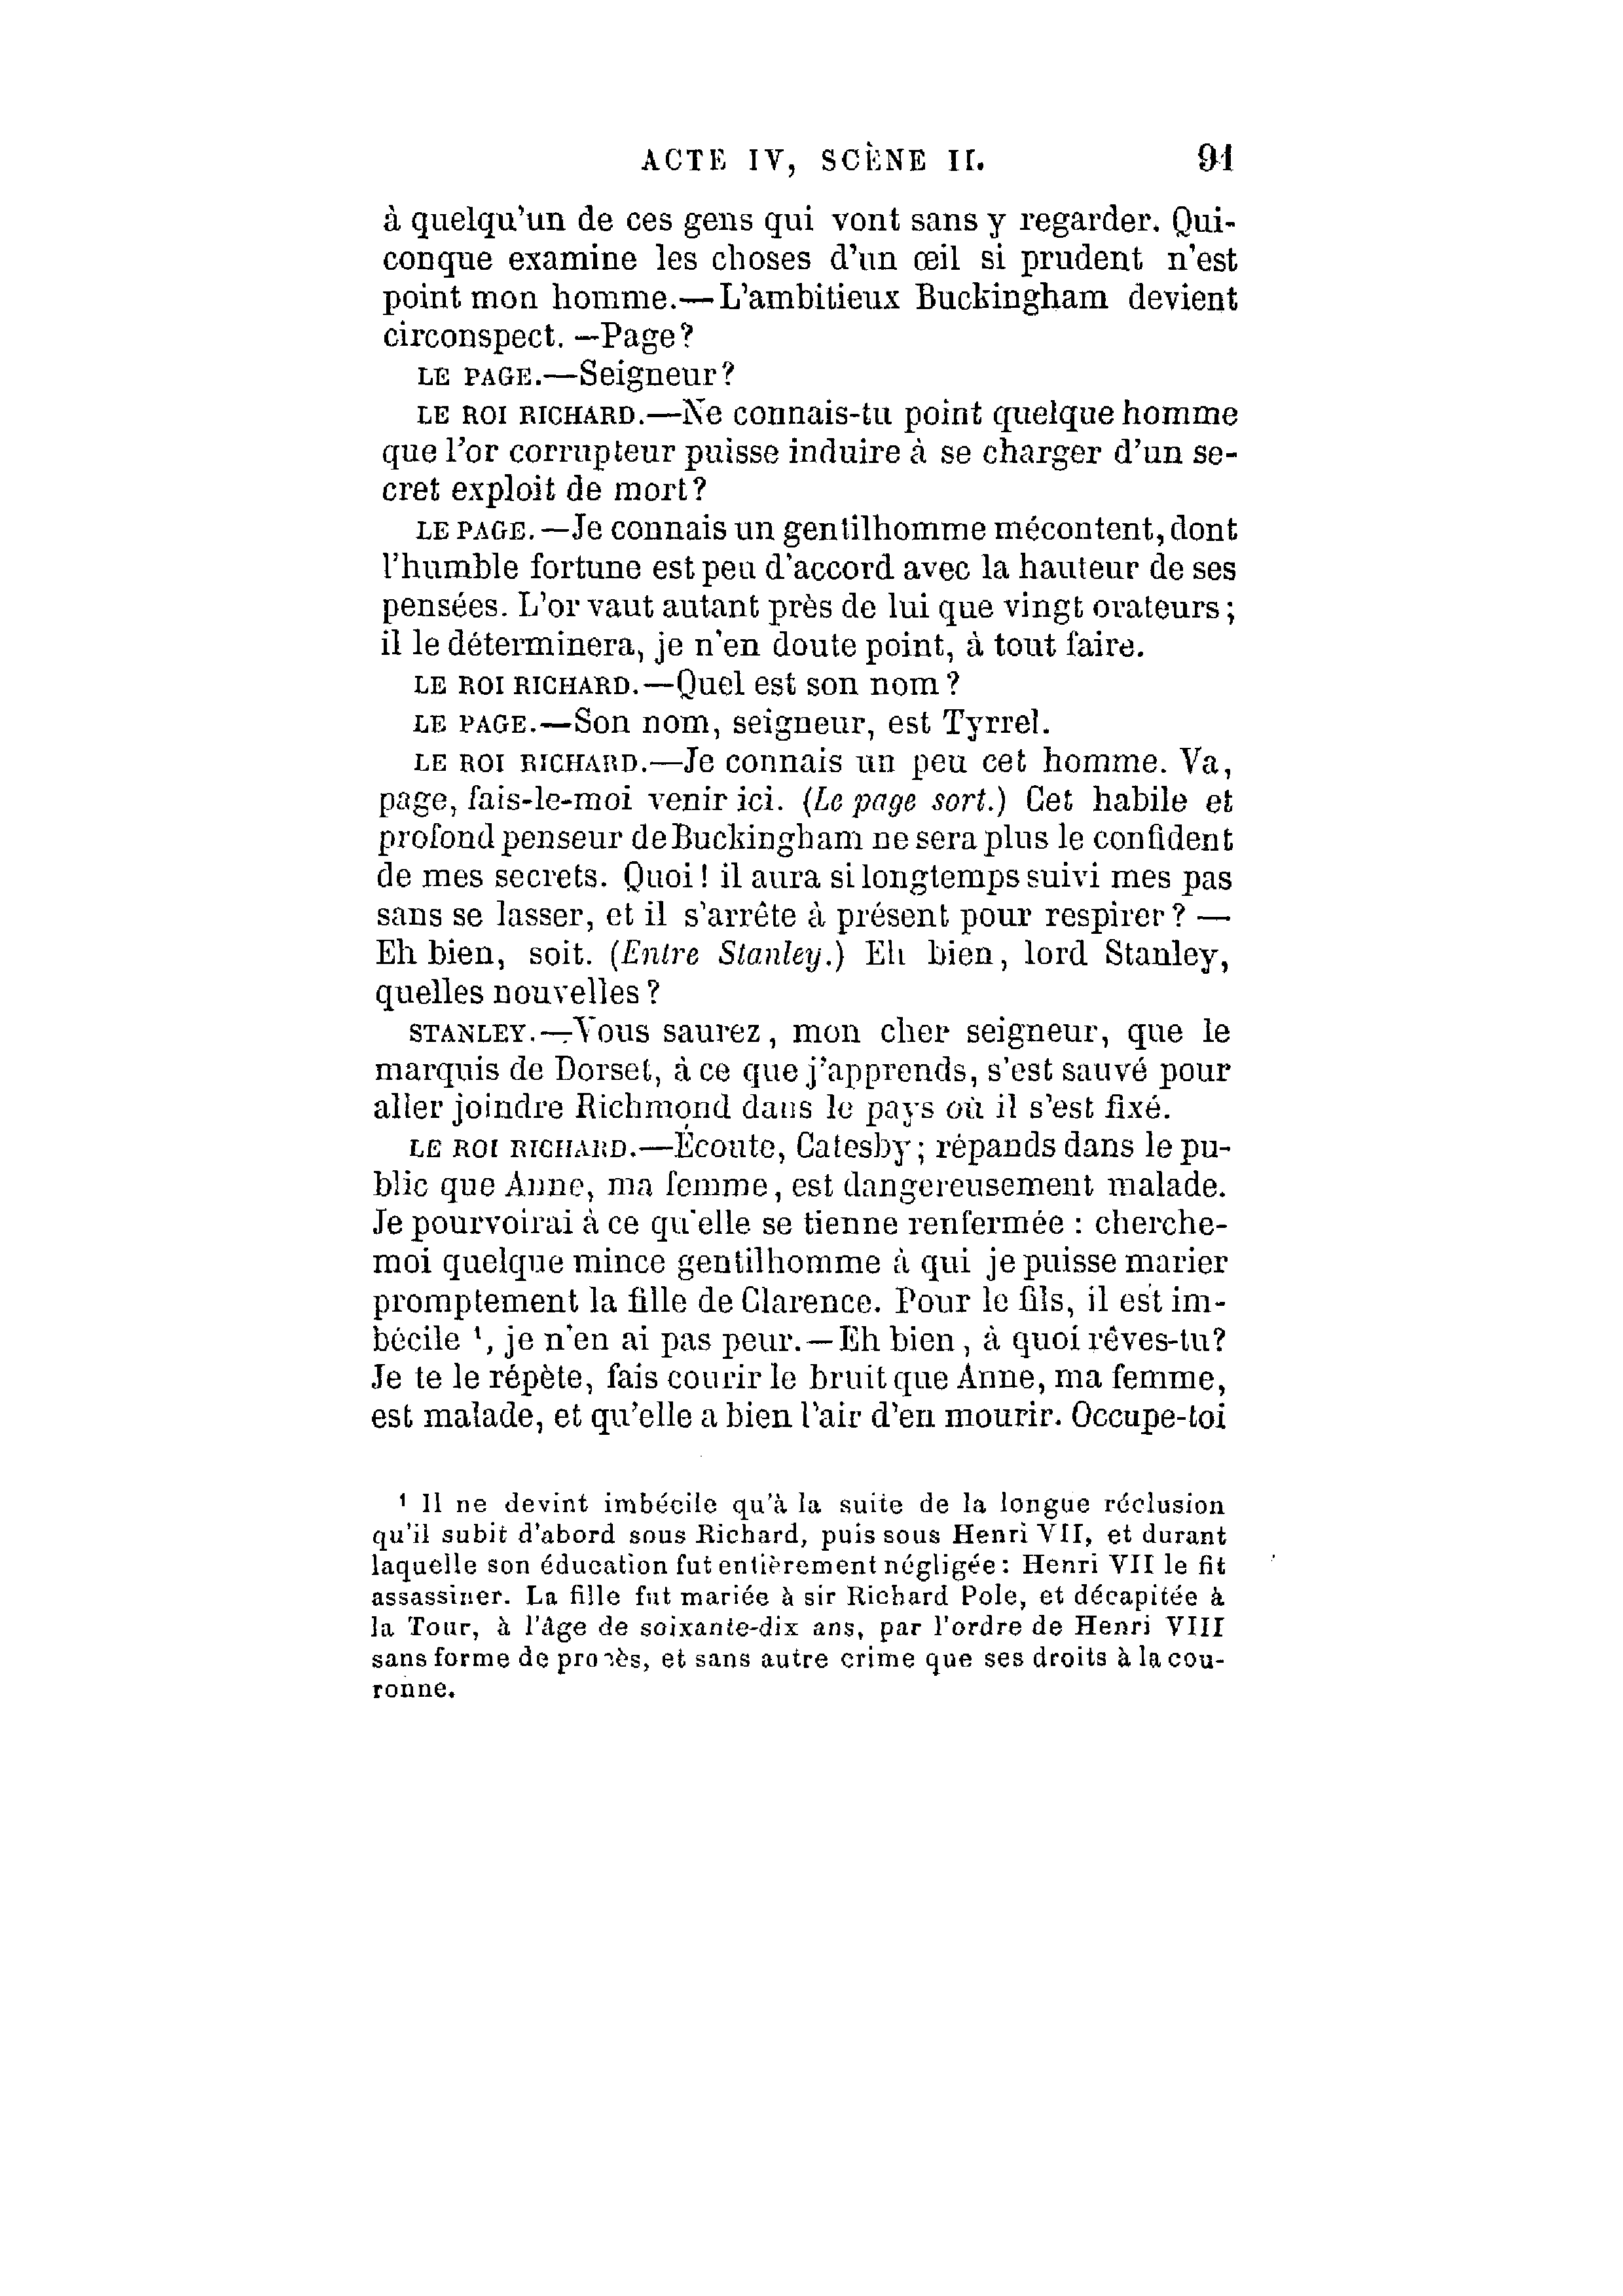 ACTE IV, SCÈNE II. 91
à quelqu'un de ces gens qui vont sans y regarder. Qui-
conque examine les choses d'un œil si prudent n'est
point mon homme.—L'ambitieux Buckingham devient
circonspect. —Page?
LE PAGE.—Seigneur?
LE ROI RICHARD.—Ne connais-tu point quelque homme
que l'or corrupteur puisse induire à se charger d'un se-
cret exploit de mort?
LE PAGE. —Je connais un gentilhomme mécontent, dont
l'humble fortune est peu d'accord avec la hauteur de ses
pensées. L'or vaut autant près de lui que vingt orateurs;
il le déterminera, je n'en doute point, à tout faire.
LE ROI RICHARD.—Quel est son nom?
LE PAGE.—Son nom, seigneur, est Tyrrel.
LE ROI RICHARD.—Je connais un peu cet homme. Va,
page, fais-le-moi venir ici. (Le page sort.) Cet habile et
profond penseur de Buckingham ne sera plus le confident
de mes secrets. Quoi! il aura si longtemps suivi mes pas
sans se lasser, et il s'arrête à présent pour respirer? —
Eh bien, soit. (Entre Stanley.) Eh bien, lord Stanley,
quelles nouvelles?
STANLEY.—Vous saurez, mon cher seigneur, que le
marquis de Dorset, à ce que j'apprends, s'est sauvé pour
aller joindre Richmond dans le pays où il s'est fixé.
LE ROI RICHARD.—Écoute, Catesby; répands dans le pu-
blic que Anne, ma femme, est dangereusement malade.
Je pourvoirai à ce qu'elle se tienne renfermée : cherche-
moi quelque mince gentilhomme à qui je puisse marier
promptement la fille de Clarence. Pour le fils, il est im-
bécile ¹, je n'en ai pas peur.—Eh bien, à quoi rêves-tu?
Je te le répète, fais courir le bruit que Anne, ma femme,
est malade, et qu'elle a bien l'air d'en mourir. Occupe-toi
¹ Il ne devint imbécile qu'à la suite de la longue réclusion
qu'il subit d'abord sous Richard, puis sous Henri VII, et durant
laquelle son éducation fut entièrement négligée: Henri VII le fit
assassiner. La fille fut mariée à sir Richard Pole, et décapitée à
la Tour, à l'âge de soixante-dix ans, par l'ordre de Henri VIII
sans forme de procès, et sans autre crime que ses droits à la cou-
ronne.